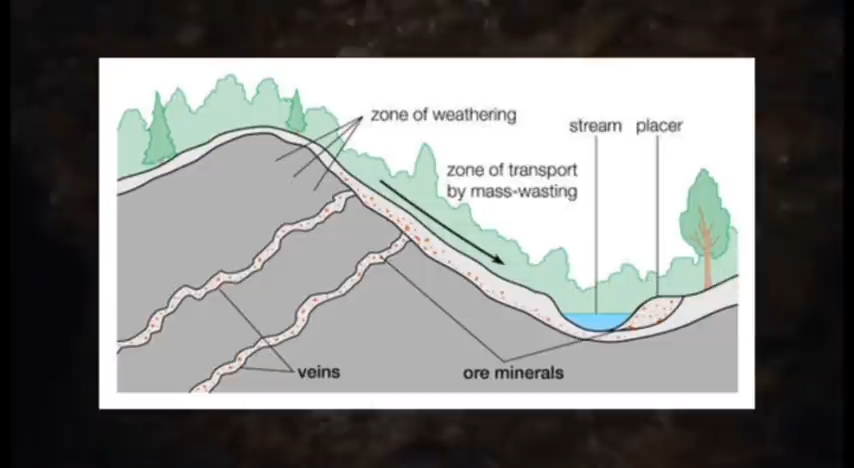 zone of weathering
stream
placer
zone of transport
by mass-wasting
veins
ore minerals